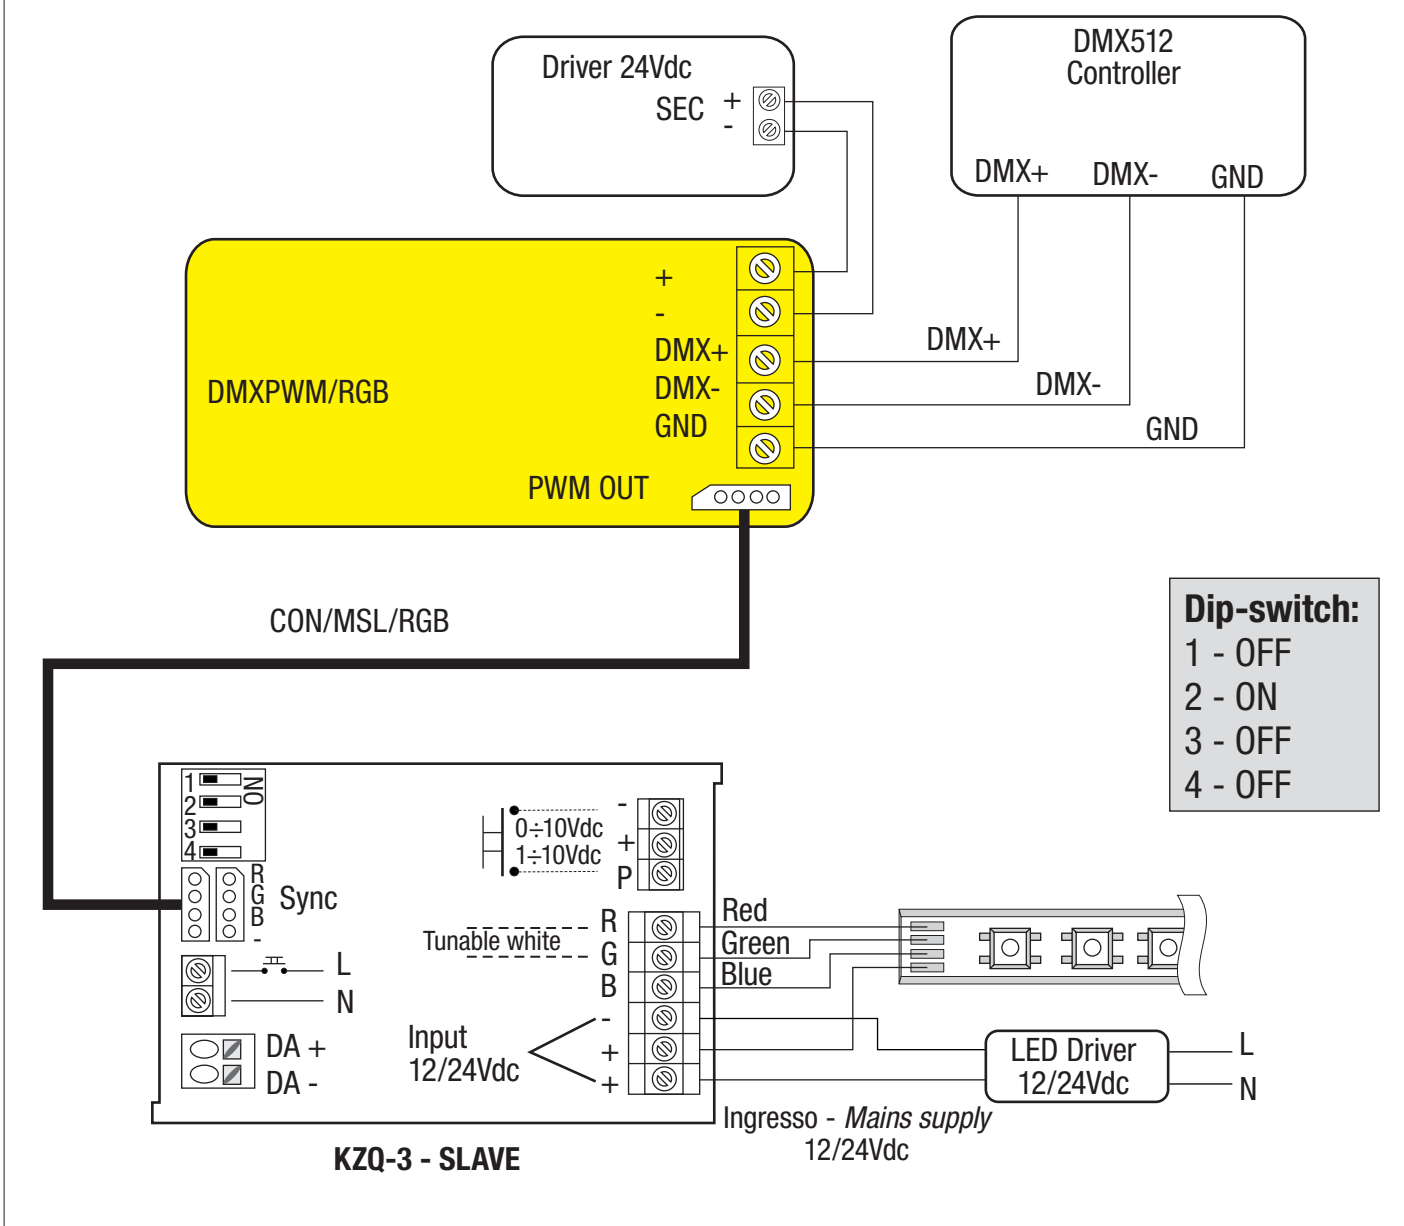 Driver 24Vdc
SEC +
-
DMX512
Controller
DMX+ DMX- GND
+
-
DMX+
DMX-
GND
DMXPWM/RGB
PWM OUT
DMX+
DMX-
GND
CON/MSL/RGB
Dip-switch:
1 - OFF
2 - ON
3 - OFF
4 - OFF
1
2
3
4
ON
R
G
B
-
Sync
L
N
DA +
DA -
0÷10Vdc
1÷10Vdc
-
+
P
Tunable white
R
G
B
-
+
+
Input
12/24Vdc
Red
Green
Blue
LED Driver
12/24Vdc
L
N
Ingresso - Mains supply
12/24Vdc
KZQ-3 - SLAVE